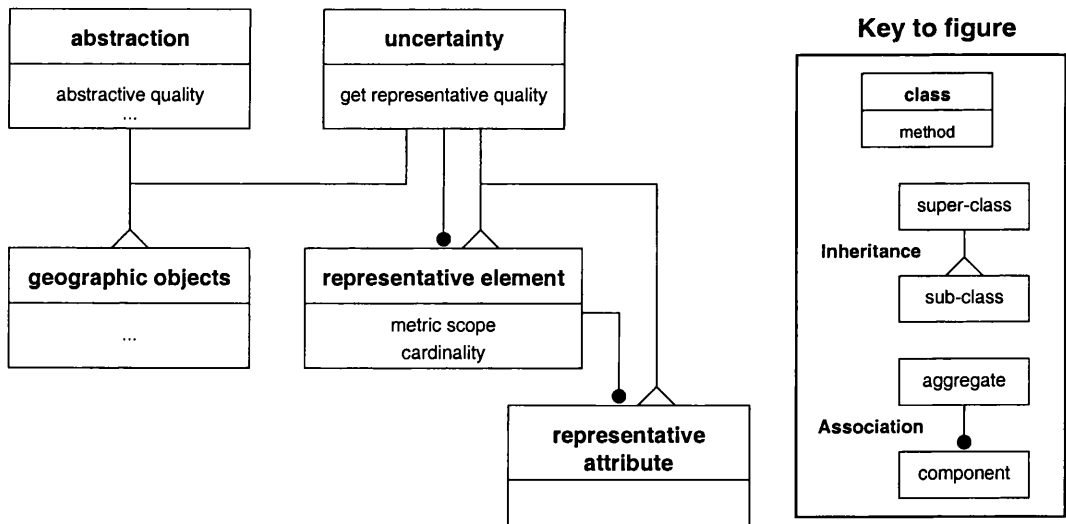 abstraction
abstractive quality
...
uncertainty
get representative quality
geographic objects
...
representative element
metric scope
cardinality
representative
attribute
Key to figure
class
method
super-class
Inheritance
sub-class
aggregate
Association
component